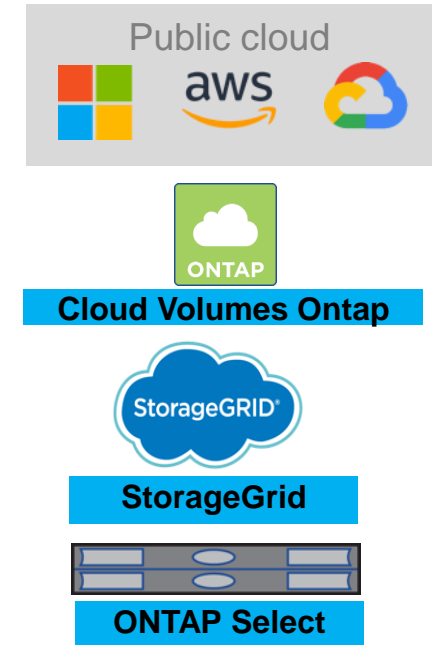 Public cloud
aws
ONTAP
Cloud Volumes Ontap
StorageGRID®
StorageGrid
ONTAP Select